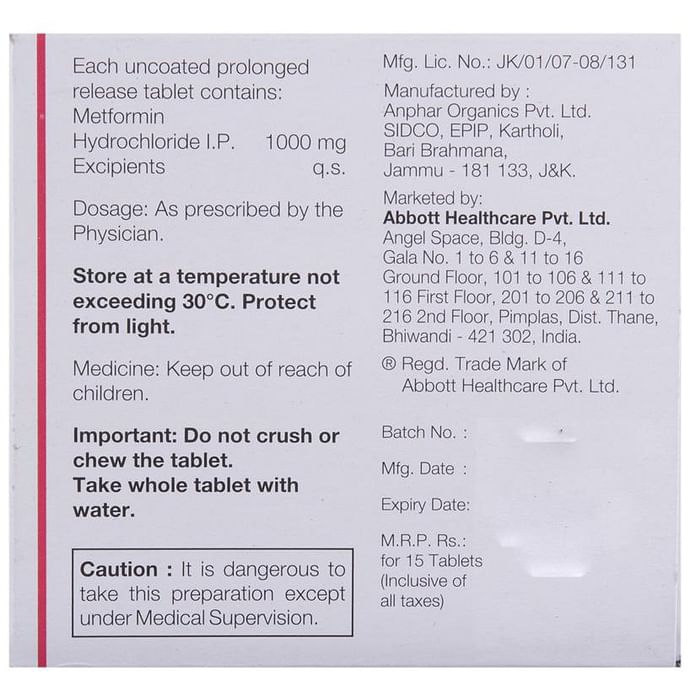 Each uncoated prolonged
release tablet contains:
Metformin
Hydrochloride I.P. 1000 mg
Excipients q.s.
Dosage: As prescribed by the
Physician.
Store at a temperature not
exceeding 30°C. Protect
from light.
Medicine: Keep out of reach of
children.
Important: Do not crush or
chew the tablet.
Take whole tablet with
water.
Caution : It is dangerous to
take this preparation except
under Medical Supervision.
Mfg. Lic. No.: JK/01/07-08/131
Manufactured by :
Anphar Organics Pvt. Ltd.
SIDCO, EPIP, Kartholi,
Bari Brahmana,
Jammu - 181 133, J&K.
Marketed by:
Abbott Healthcare Pvt. Ltd.
Angel Space, Bldg. D-4,
Gala No. 1 to 6 & 11 to 16
Ground Floor, 101 to 106 & 111 to
116 First Floor, 201 to 206 & 211 to
216 2nd Floor, Pimplas, Dist. Thane,
Bhiwandi - 421 302, India.
® Regd. Trade Mark of
Abbott Healthcare Pvt. Ltd.
Batch No. :
Mfg. Date :
Expiry Date:
M.R.P. Rs.:
for 15 Tablets
(Inclusive of
all taxes)